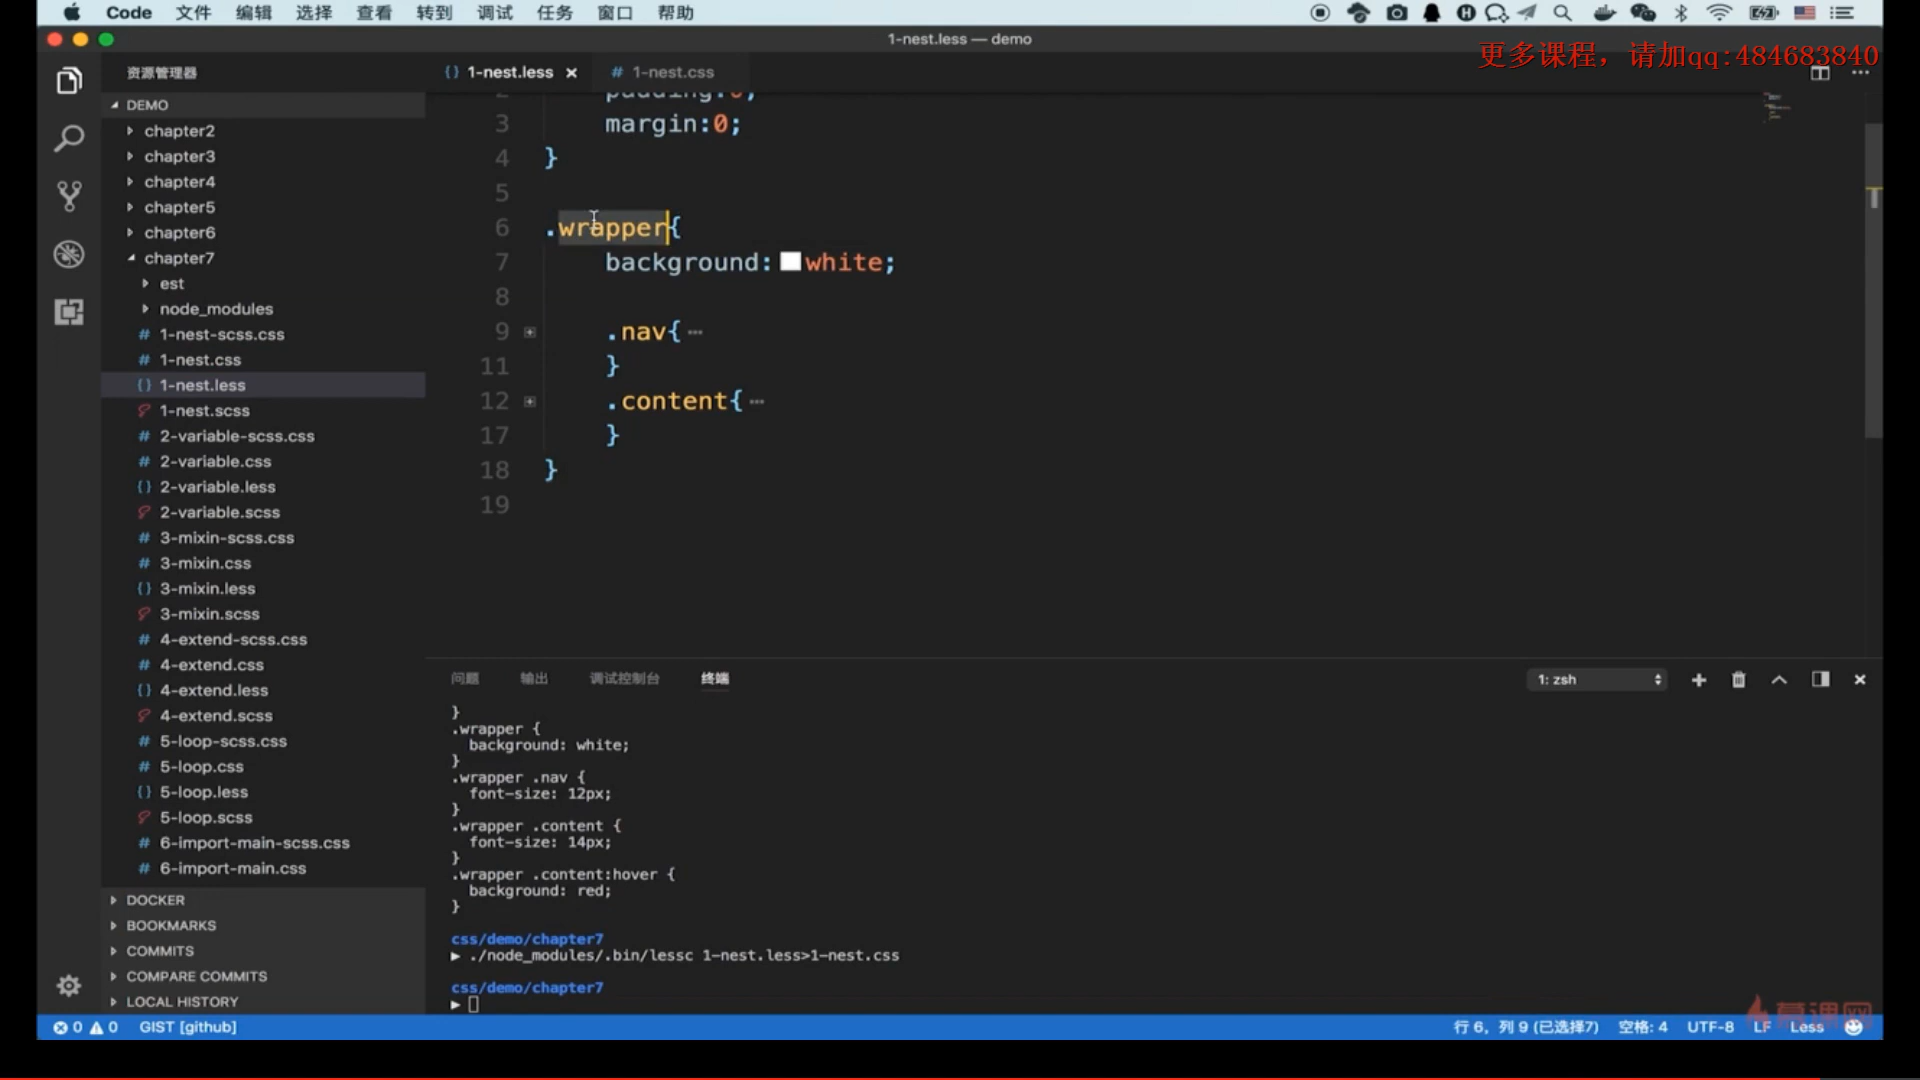 Code 文件 编辑 选择 查看 转到 调试 任务 窗口 帮助
1-nest.less — demo
更多课程，请加qq:484683840
资源管理器
{} 1-nest.less × # 1-nest.css
DEMO
chapter2
chapter3
chapter4
chapter5
chapter6
chapter7
est
node_modules
# 1-nest-scss.css
# 1-nest.css
{} 1-nest.less
1-nest.scss
# 2-variable-scss.css
# 2-variable.css
{} 2-variable.less
2-variable.scss
# 3-mixin-scss.css
# 3-mixin.css
{} 3-mixin.less
3-mixin.scss
# 4-extend-scss.css
# 4-extend.css
{} 4-extend.less
4-extend.scss
# 5-loop-scss.css
# 5-loop.css
{} 5-loop.less
5-loop.scss
# 6-import-main-scss.css
# 6-import-main.css
DOCKER
BOOKMARKS
COMMITS
COMPARE COMMITS
LOCAL HISTORY
2 padding:0;
3 margin:0;
4 }
5
6 .wrapper{
7 background: white;
8
9 .nav{ ...
11 }
12 .content{ ...
17 }
18 }
19
问题 输出 调试控制台 终端 1: zsh
}
.wrapper {
background: white;
}
.wrapper .nav {
font-size: 12px;
}
.wrapper .content {
font-size: 14px;
}
.wrapper .content:hover {
background: red;
}
css/demo/chapter7
▶ ./node_modules/.bin/lessc 1-nest.less>1-nest.css
css/demo/chapter7
▶
0 0 GIST [github] 行 6，列 9 (已选择7) 空格: 4 UTF-8 LF Less
慕课网